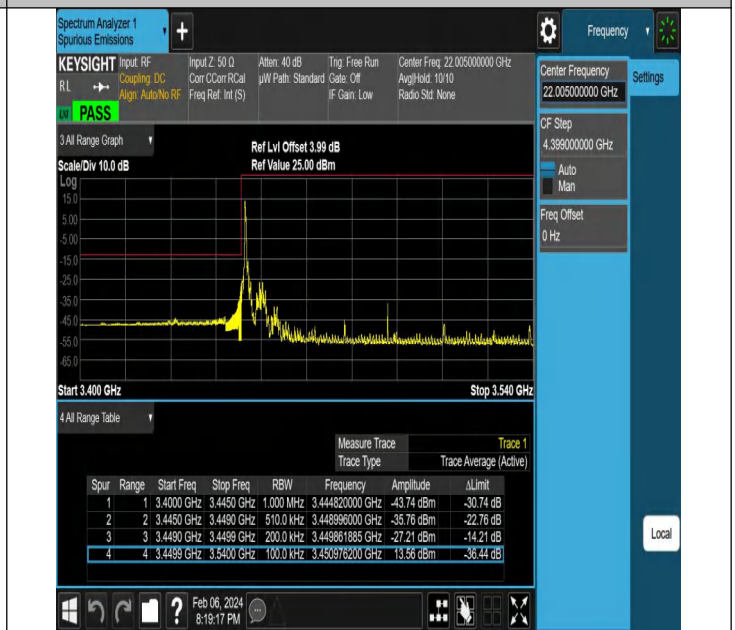 Spectrum Analyzer 1
Spurious Emissions
+
Frequency
KEYSIGHT
RL
PASS
Input: RF
Coupling: DC
Align: Auto/No RF
Input Z: 50 Ω
Corr CCorr RCal
Freq Ref: Int (S)
Atten: 40 dB
µW Path: Standard
Trig: Free Run
Gate: Off
IF Gain: Low
Center Freq: 22.005000000 GHz
Avg|Hold: 10/10
Radio Std: None
Center Frequency
22.005000000 GHz
Settings
CF Step
4.399000000 GHz
Auto
Man
Freq Offset
0 Hz
3 All Range Graph
Scale/Div 10.0 dB
Ref Lvl Offset 3.99 dB
Ref Value 25.00 dBm
Log
15.0
5.00
-5.00
-15.0
-25.0
-35.0
-45.0
-55.0
-65.0
Start 3.400 GHz
Stop 3.540 GHz
4 All Range Table
Measure Trace Trace 1
Trace Type Trace Average (Active)
Spur Range Start Freq Stop Freq RBW Frequency Amplitude ΔLimit
1 1 3.4000 GHz 3.4450 GHz 1.000 MHz 3.444820000 GHz -43.74 dBm -30.74 dB
2 2 3.4450 GHz 3.4490 GHz 510.0 kHz 3.448996000 GHz -35.76 dBm -22.76 dB
3 3 3.4490 GHz 3.4499 GHz 200.0 kHz 3.449861885 GHz -27.21 dBm -14.21 dB
4 4 3.4499 GHz 3.5400 GHz 100.0 kHz 3.450976200 GHz 13.56 dBm -36.44 dB
Local
?
Feb 06, 2024
8:19:17 PM